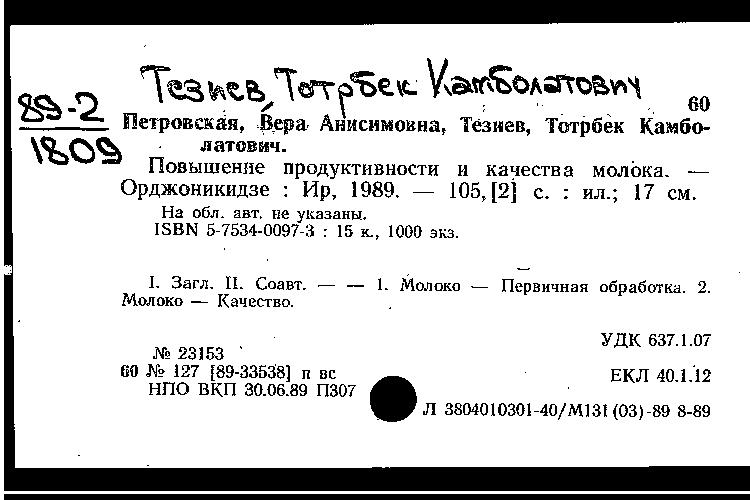 Тезиев, Тотрбек Камболатович
89-2
1809
60
Петровская, Вера Анисимовна, Тезиев, Тотрбек Камбо-
латович.
Повышение продуктивности и качества молока. —
Орджоникидзе : Ир, 1989. — 105,[2] с. : ил.; 17 см.
На обл. авт. не указаны.
ISBN 5-7534-0097-3 : 15 к., 1000 экз.
I. Загл. II. Соавт. — — 1. Молоко — Первичная обработка. 2.
Молоко — Качество.
УДК 637.1.07
№ 23153
60 № 127 [89-33538] п вс
ЕКЛ 40.1.12
НПО ВКП 30.06.89 П307
Л 3804010301-40/М131(03)-89 8-89